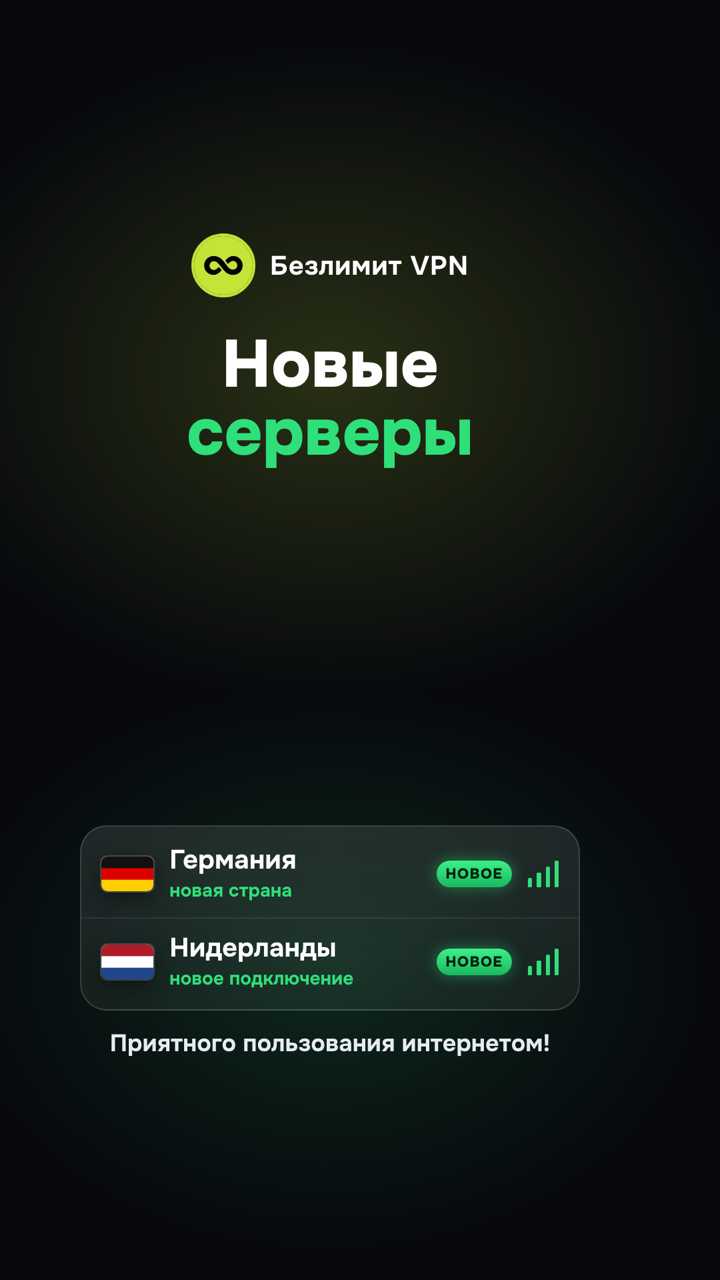 Безлимит VPN
Новые
серверы
Германия
новая страна
НОВОЕ
Нидерланды
новое подключение
НОВОЕ
Приятного пользования интернетом!